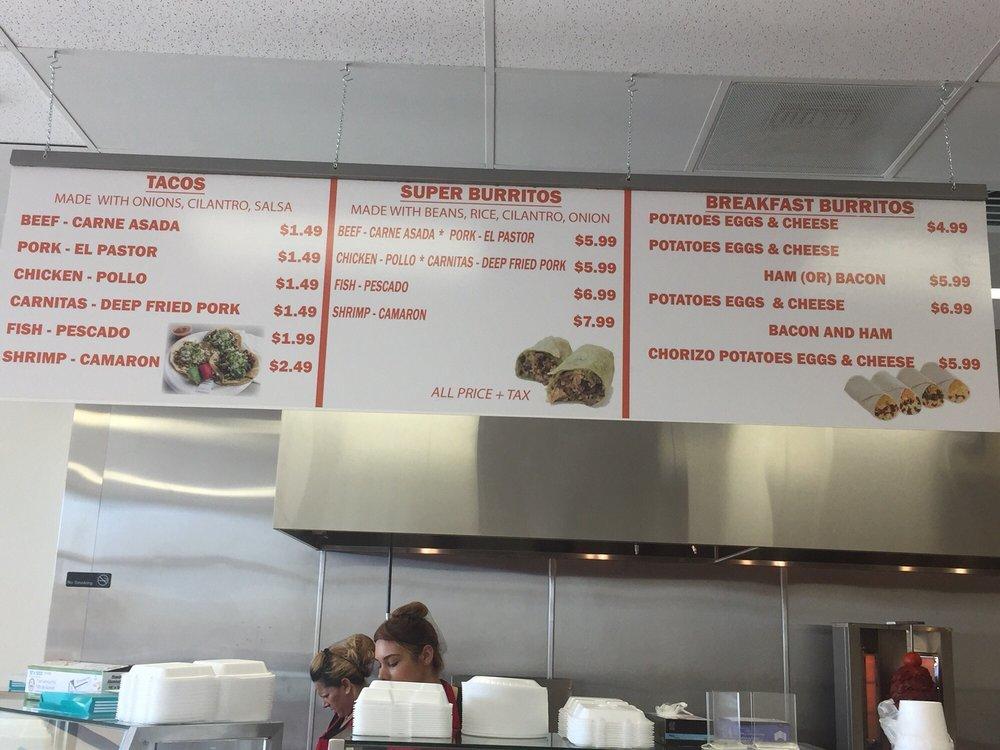 TACOS
MADE WITH ONIONS, CILANTRO, SALSA
BEEF - CARNE ASADA $1.49
PORK - EL PASTOR $1.49
CHICKEN - POLLO $1.49
CARNITAS - DEEP FRIED PORK $1.49
FISH - PESCADO $1.99
SHRIMP - CAMARON $2.49
SUPER BURRITOS
MADE WITH BEANS, RICE, CILANTRO, ONION
BEEF - CARNE ASADA * PORK - EL PASTOR $5.99
CHICKEN - POLLO * CARNITAS - DEEP FRIED PORK $5.99
FISH - PESCADO $6.99
SHRIMP - CAMARON $7.99
ALL PRICE + TAX
BREAKFAST BURRITOS
POTATOES EGGS & CHEESE $4.99
POTATOES EGGS & CHEESE
HAM (OR) BACON $5.99
POTATOES EGGS & CHEESE $6.99
BACON AND HAM
CHORIZO POTATOES EGGS & CHEESE $5.99
No Smoking